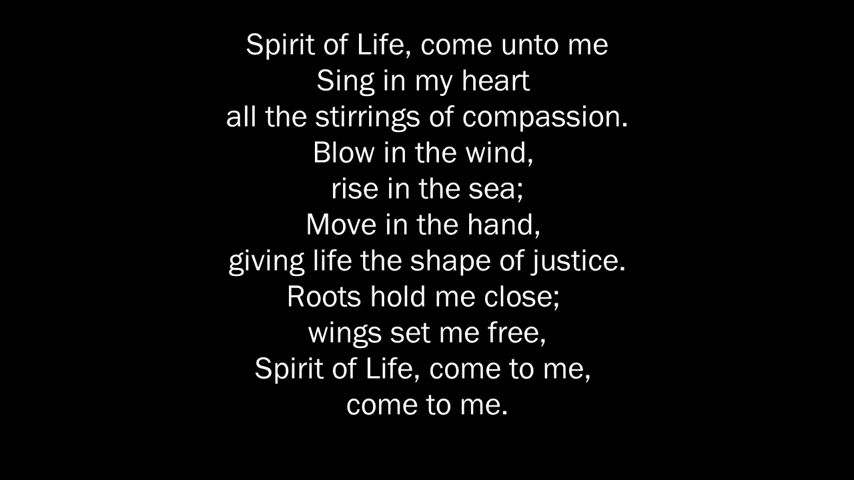 Spirit of Life, come unto me
Sing in my heart
all the stirrings of compassion.
Blow in the wind,
rise in the sea;
Move in the hand,
giving life the shape of justice.
Roots hold me close;
wings set me free,
Spirit of Life, come to me,
come to me.